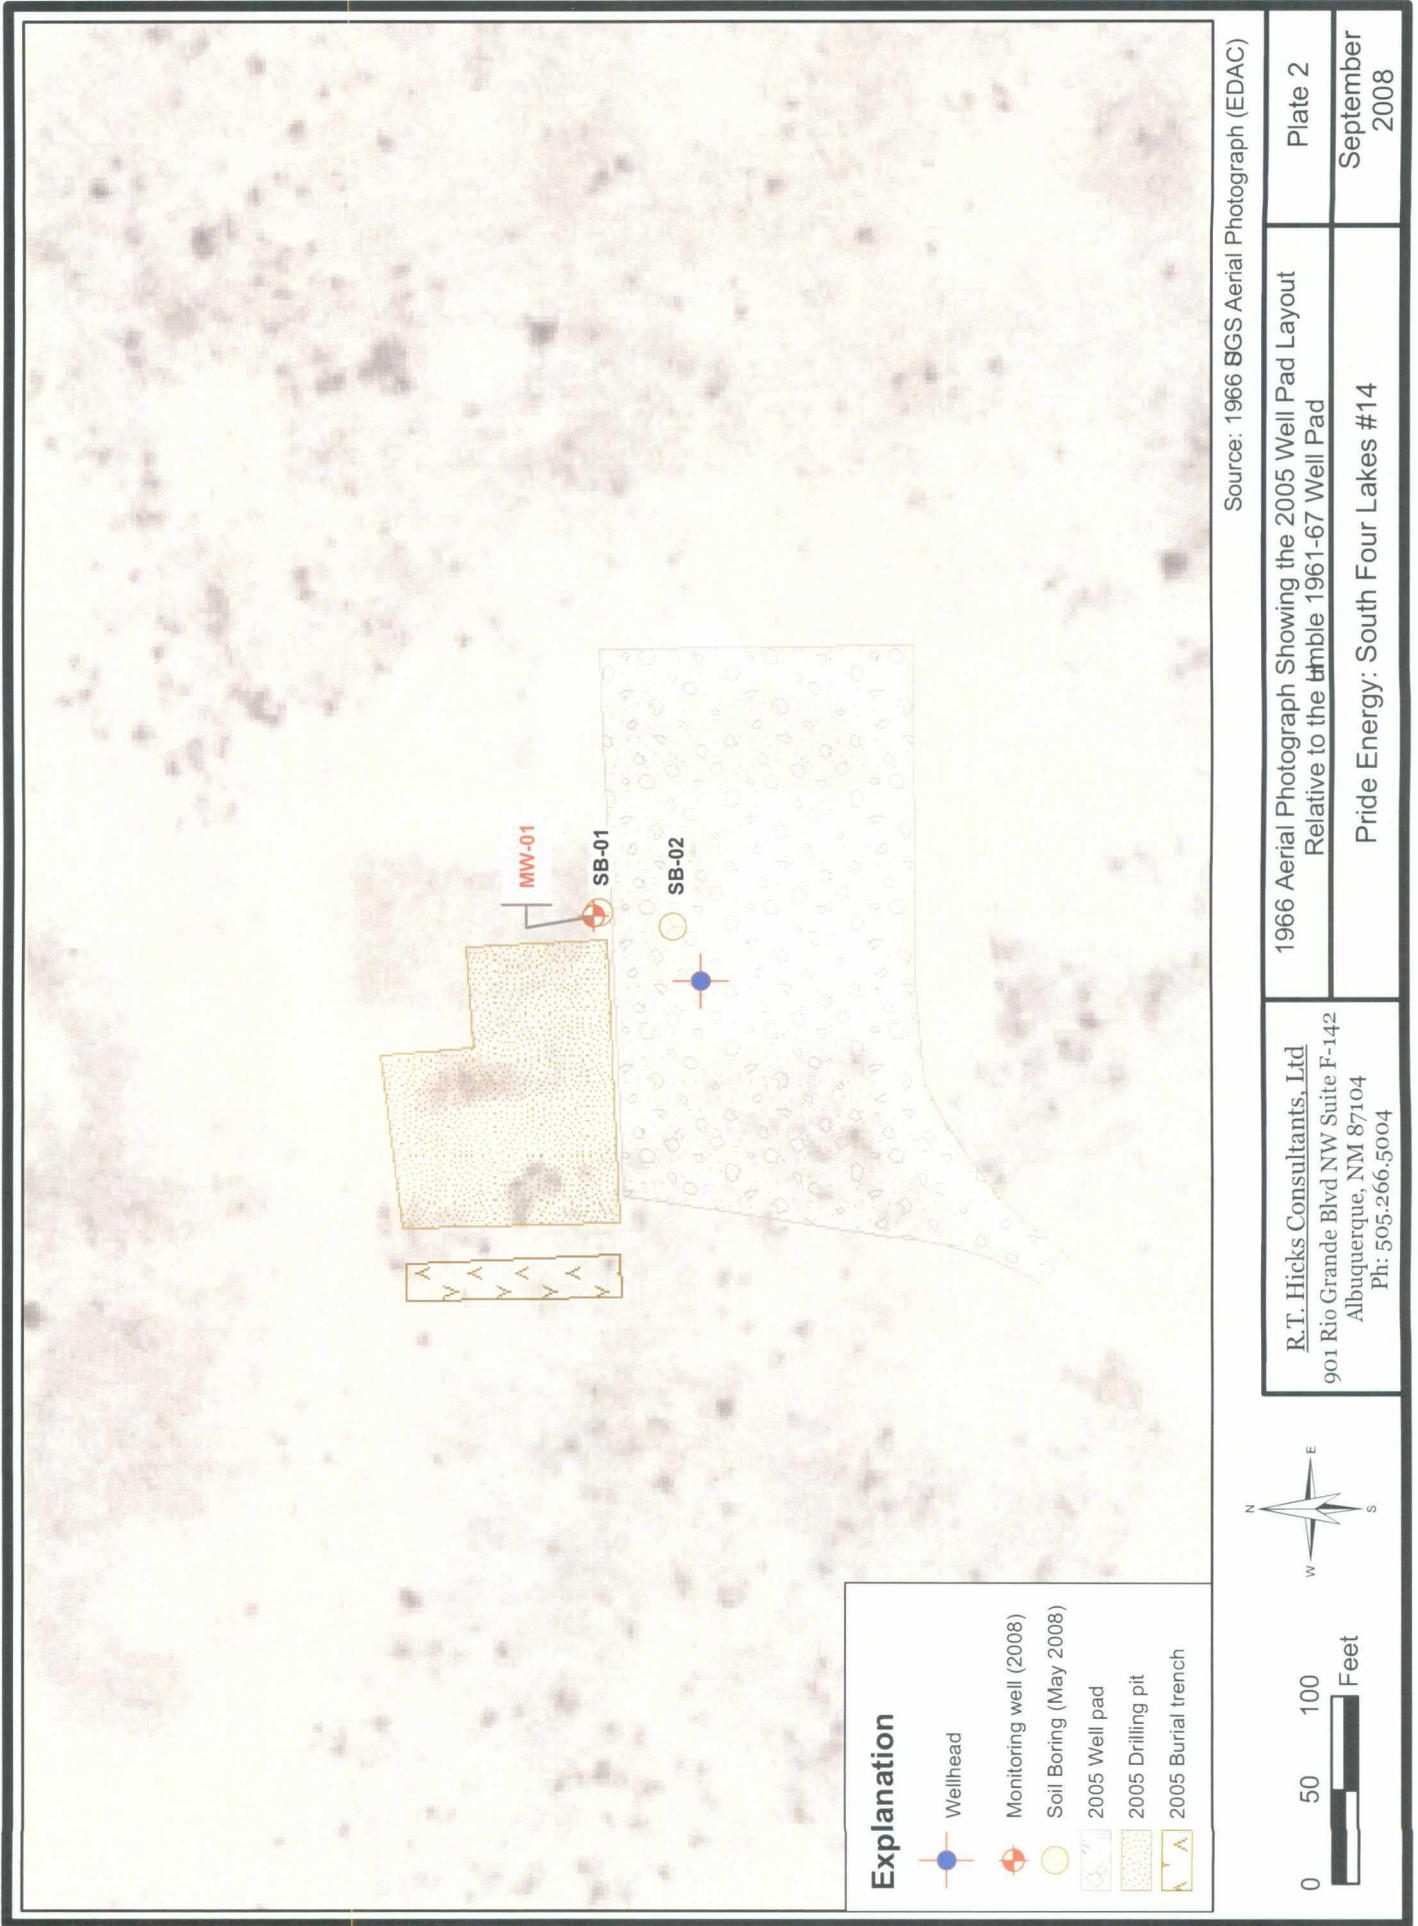 MW-01
SB-01
SB-02
Explanation
Wellhead
Monitoring well (2008)
Soil Boring (May 2008)
2005 Well pad
2005 Drilling pit
2005 Burial trench
Source: 1966 Aerial Photograph (EDAC)
0 50 100
Feet
N
W E
S
R.T. Hicks Consultants, Ltd
901 Rio Grande Blvd NW Suite F-142
Albuquerque, NM 87104
Ph: 505.266.5004
1966 Aerial Photograph Showing the 2005 Well Pad Layout
Relative to the 1961-67 Well Pad
Pride Energy: South Four Lakes #14
Plate 2
September
2008